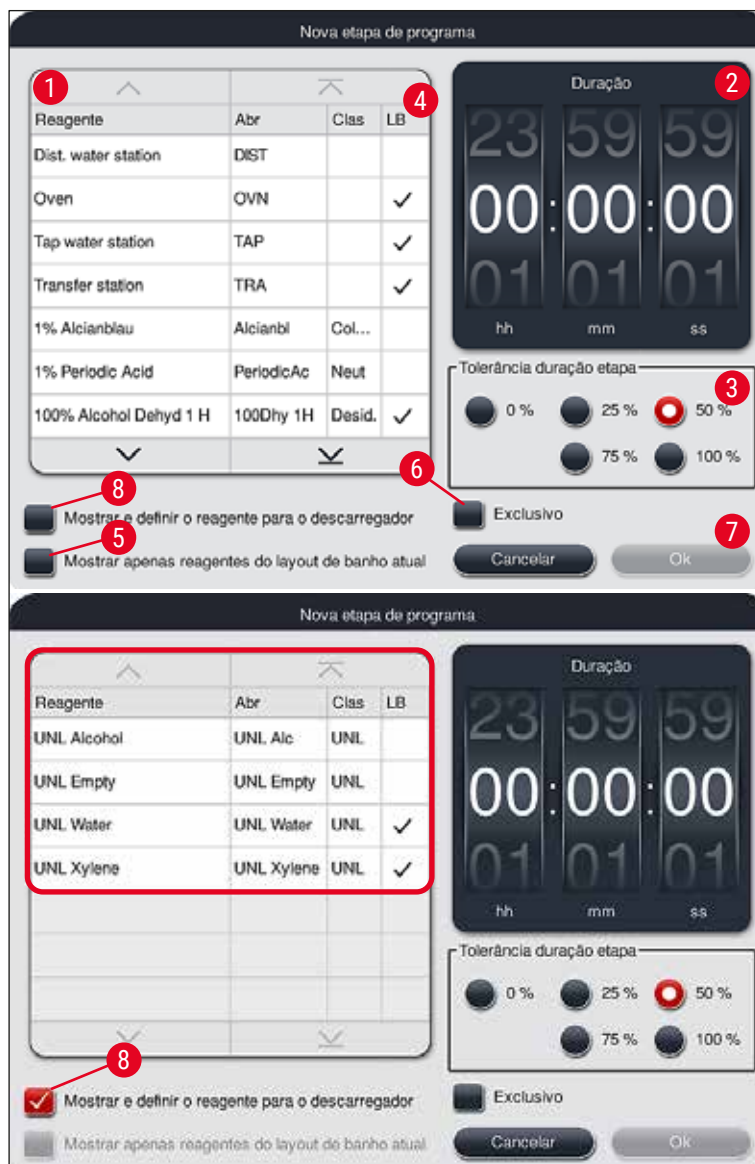 Nova etapa de programa
1
4
Reagente Abr Clas LB
Dist. water station DIST
Oven OVN
Tap water station TAP
Transfer station TRA
1% Alcianblau Alcianbl Col...
1% Periodic Acid PeriodicAc Neut
100% Alcohol Dehyd 1 H 100Dhy 1H Desid.
8
Mostrar e definir o reagente para o descarregador
5
Mostrar apenas reagentes do layout de banho atual
Duração 2
23 59 59
00:00:00
01 01 01
hh mm ss
Tolerância duração etapa
3
0 % 25 % 50 %
75 % 100 %
6
Exclusivo
7
Cancelar Ok
Nova etapa de programa
Reagente Abr Clas LB
UNL Alcohol UNL Alc UNL
UNL Empty UNL Empty UNL
UNL Water UNL Water UNL
UNL Xylene UNL Xylene UNL
8
Mostrar e definir o reagente para o descarregador
Mostrar apenas reagentes do layout de banho atual
Duração
23 59 59
00:00:00
01 01 01
hh mm ss
Tolerância duração etapa
0 % 25 % 50 %
75 % 100 %
Exclusivo
Cancelar Ok